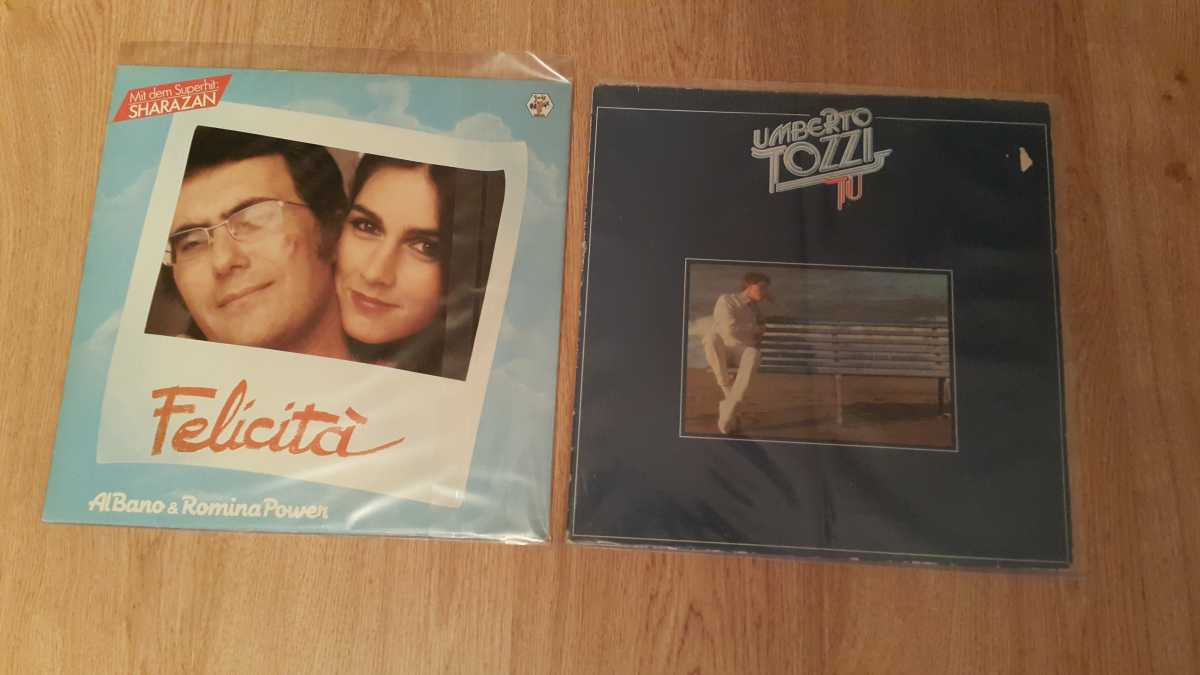 Mit dem Superhit:
SHARAZAN
Felicità
Al Bano & Romina Power
UMBERTO
TOZZI
TU